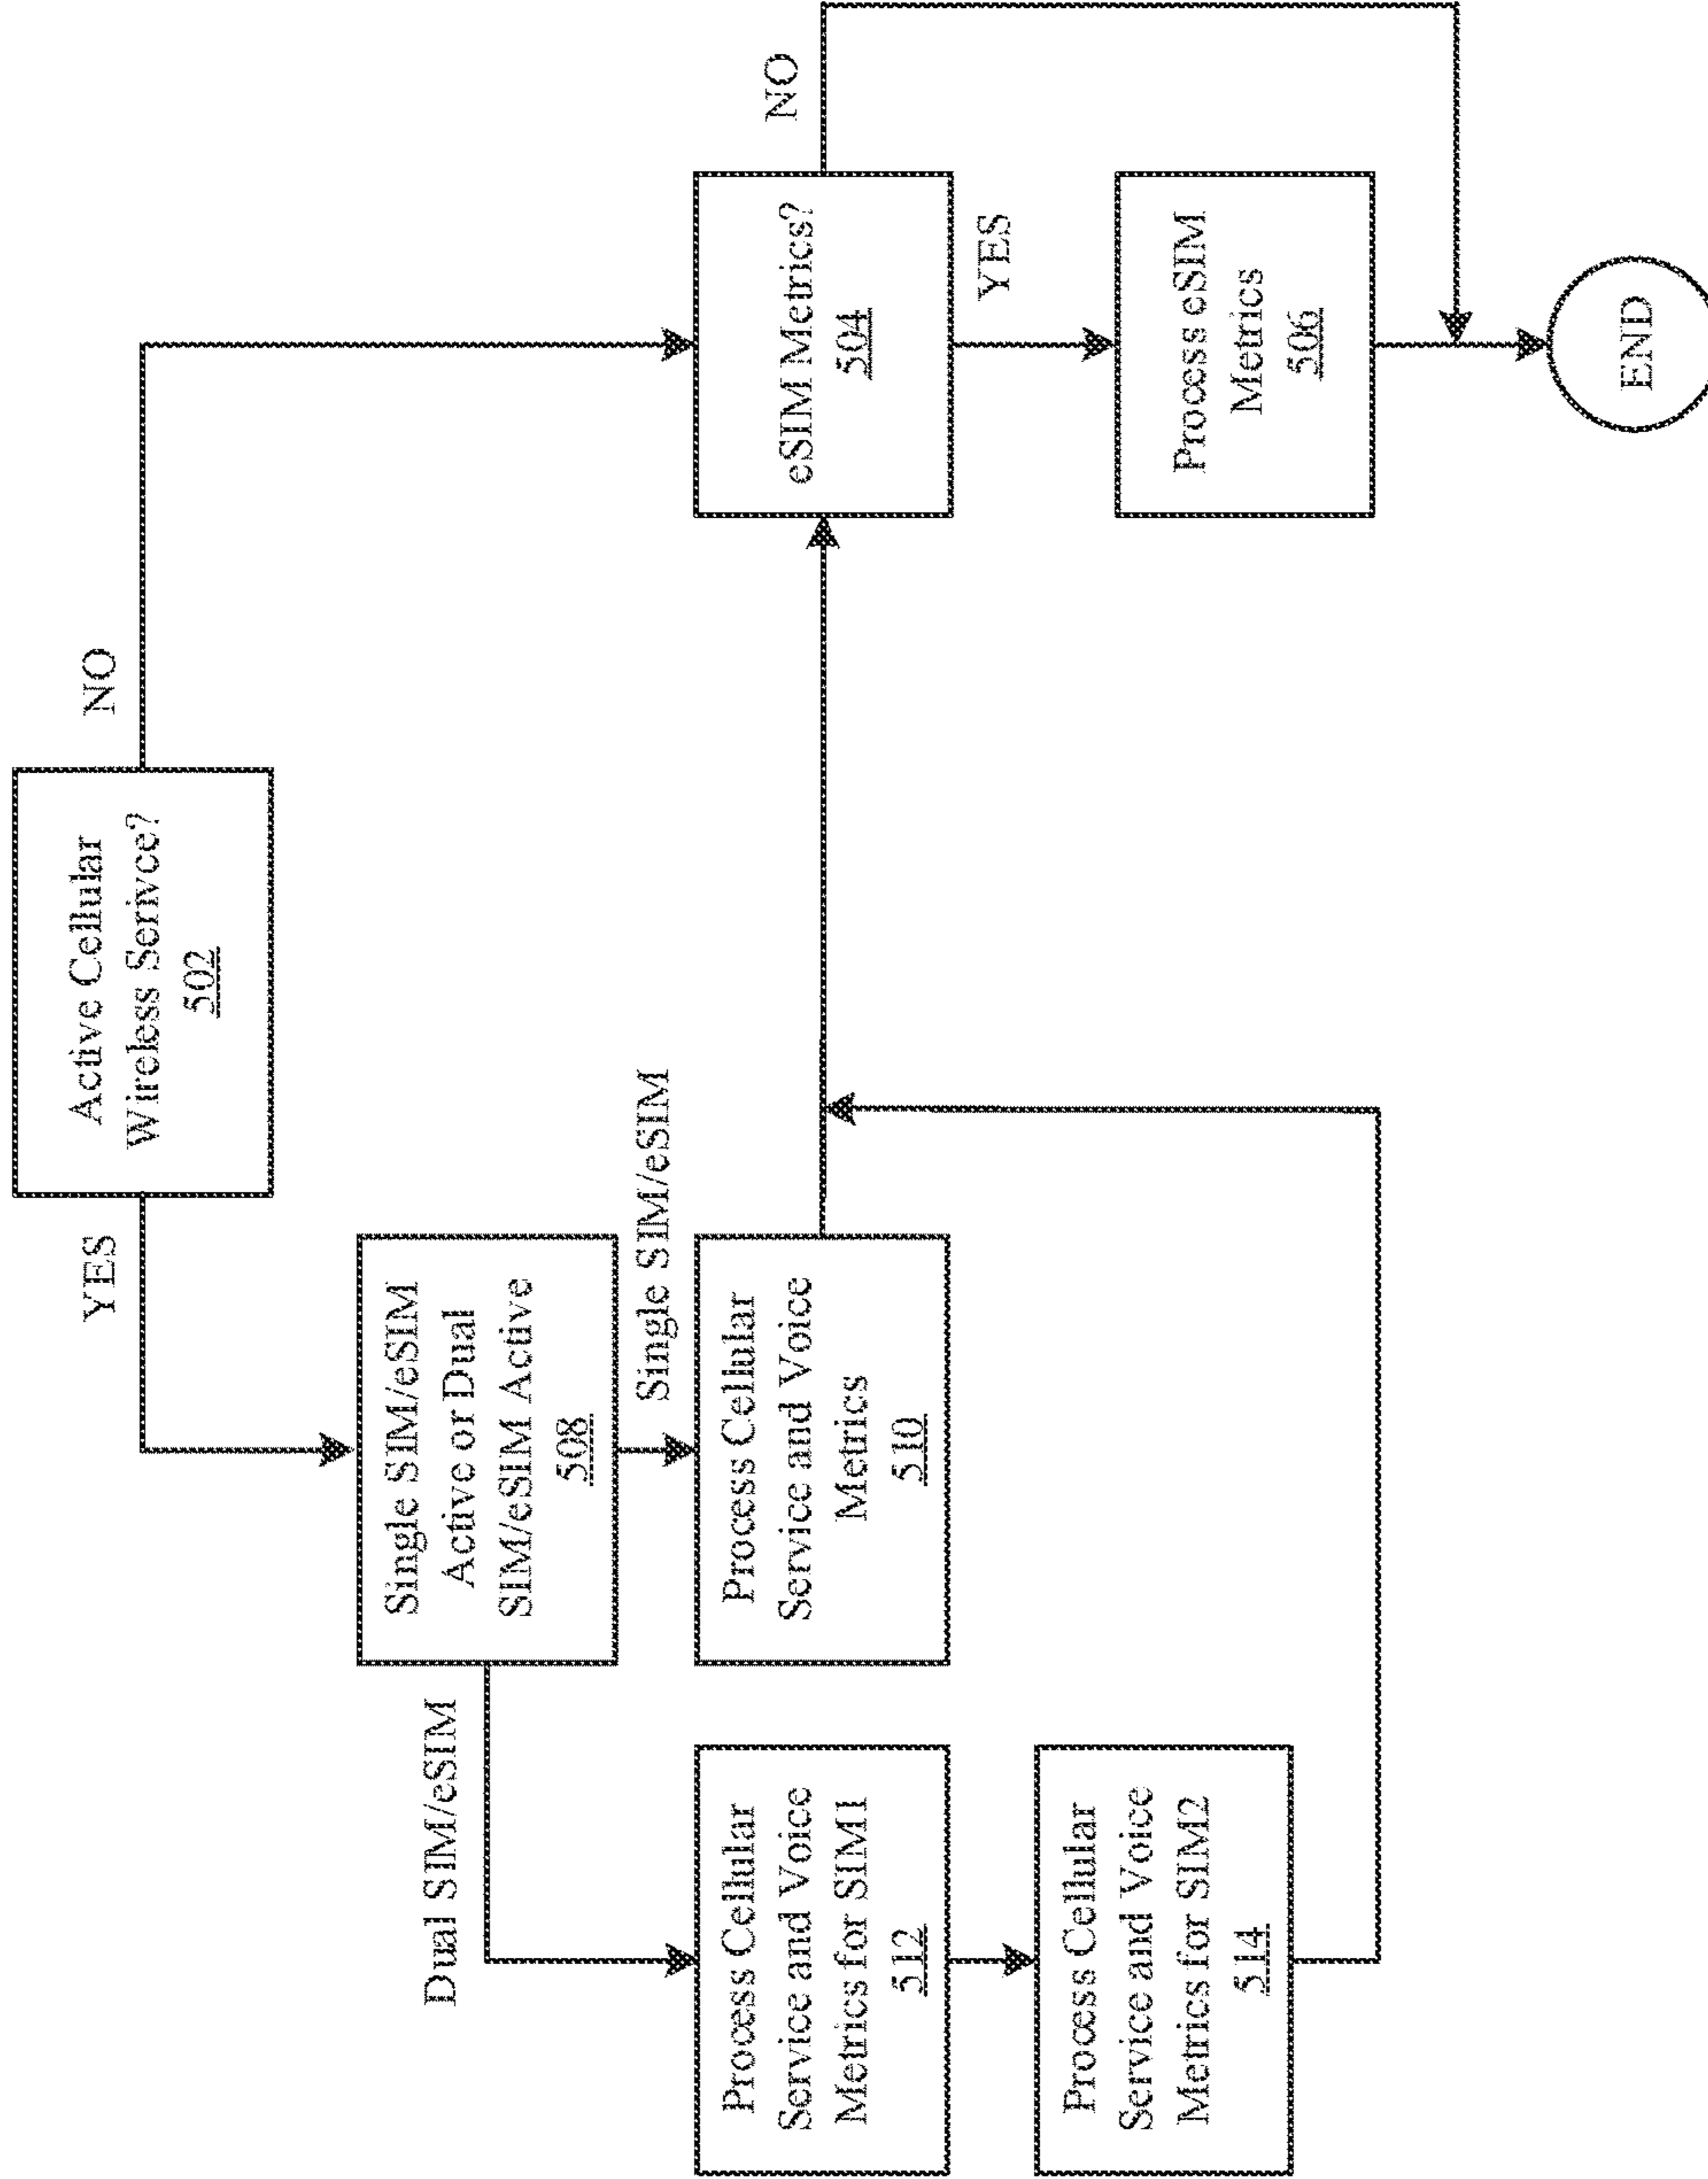 Active Cellular
Wireless Serivce?
502
YES
NO
Single SIM/eSIM
Active or Dual
SIM/eSIM Active
508
Dual SIM/eSIM
Single SIM/eSIM
Process Cellular
Service and Voice
Metrics for SIM1
512
Process Cellular
Service and Voice
Metrics
510
eSIM Metrics?
504
NO
YES
Process Cellular
Service and Voice
Metrics for SIM2
514
Process eSIM
Metrics
506
END